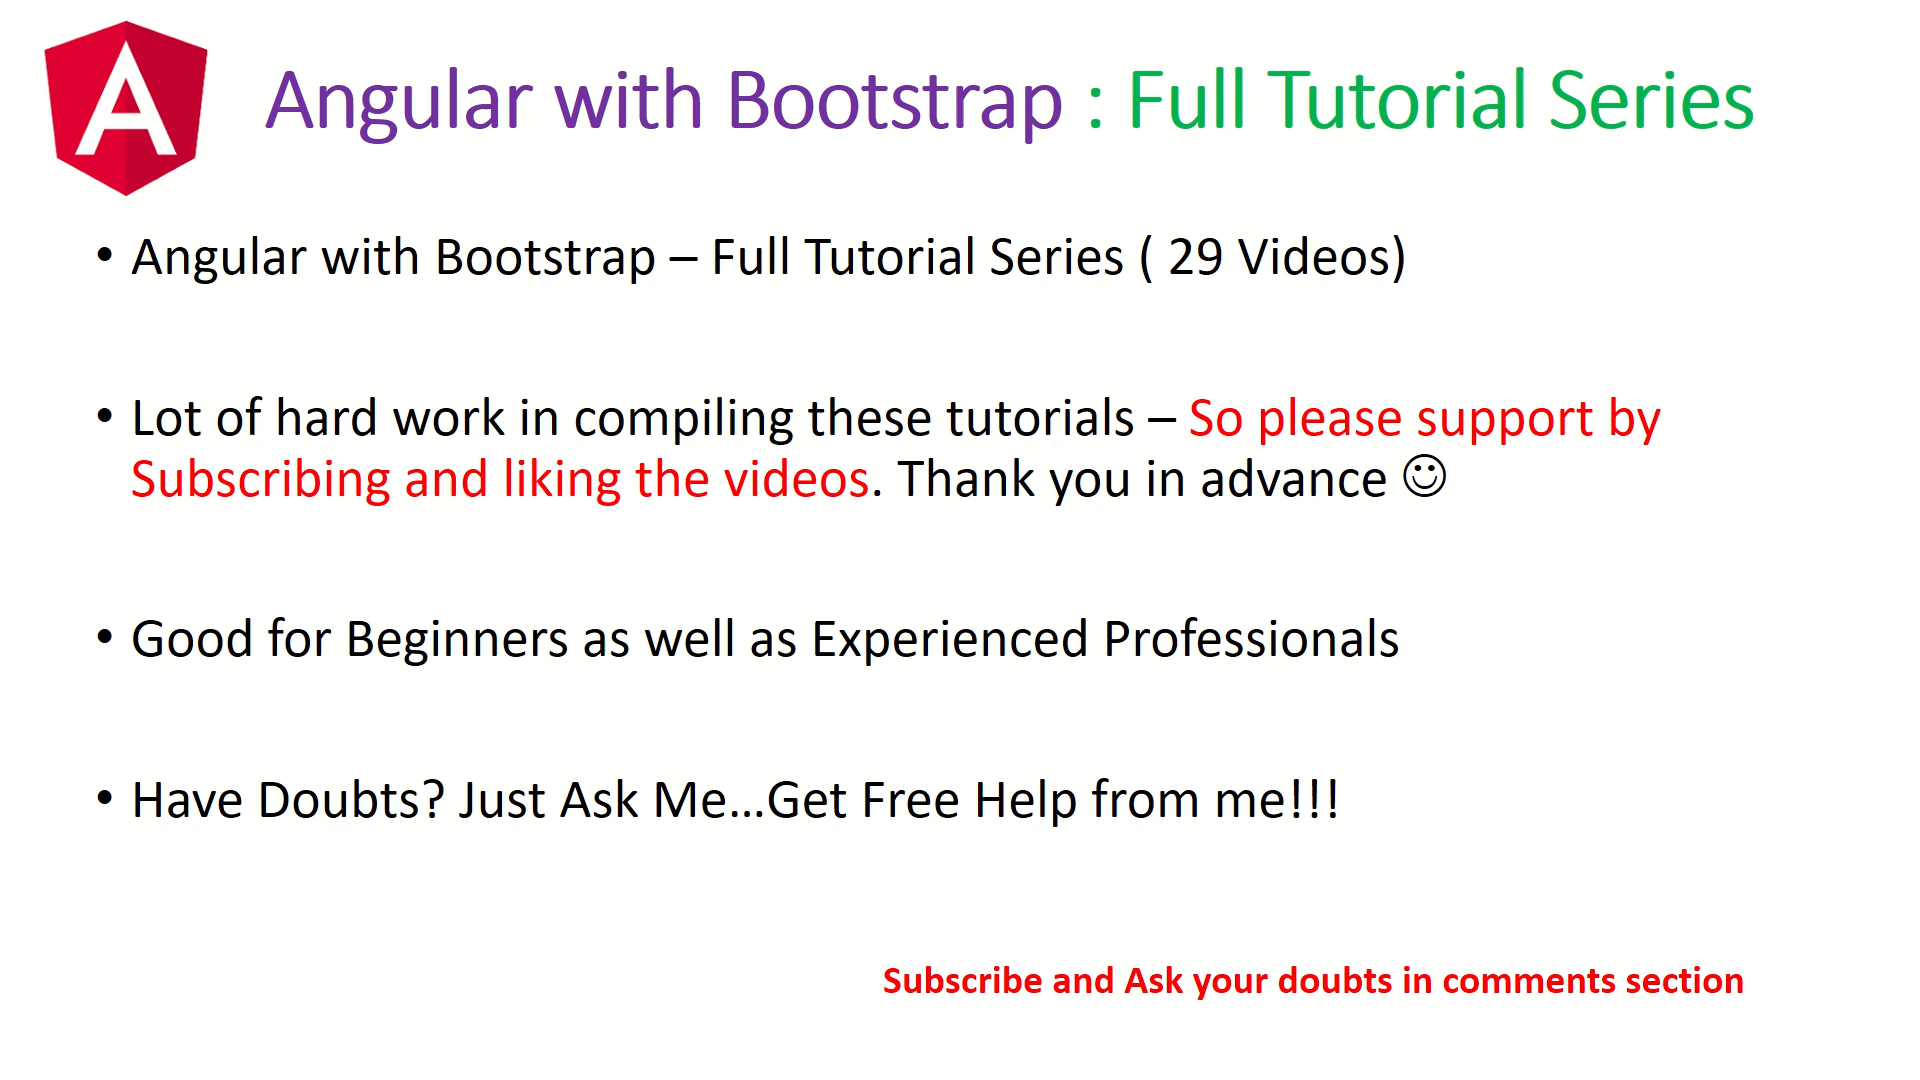 Angular with Bootstrap : Full Tutorial Series
• Angular with Bootstrap – Full Tutorial Series ( 29 Videos)
• Lot of hard work in compiling these tutorials – So please support by
Subscribing and liking the videos. Thank you in advance ☺
• Good for Beginners as well as Experienced Professionals
• Have Doubts? Just Ask Me...Get Free Help from me!!!
Subscribe and Ask your doubts in comments section